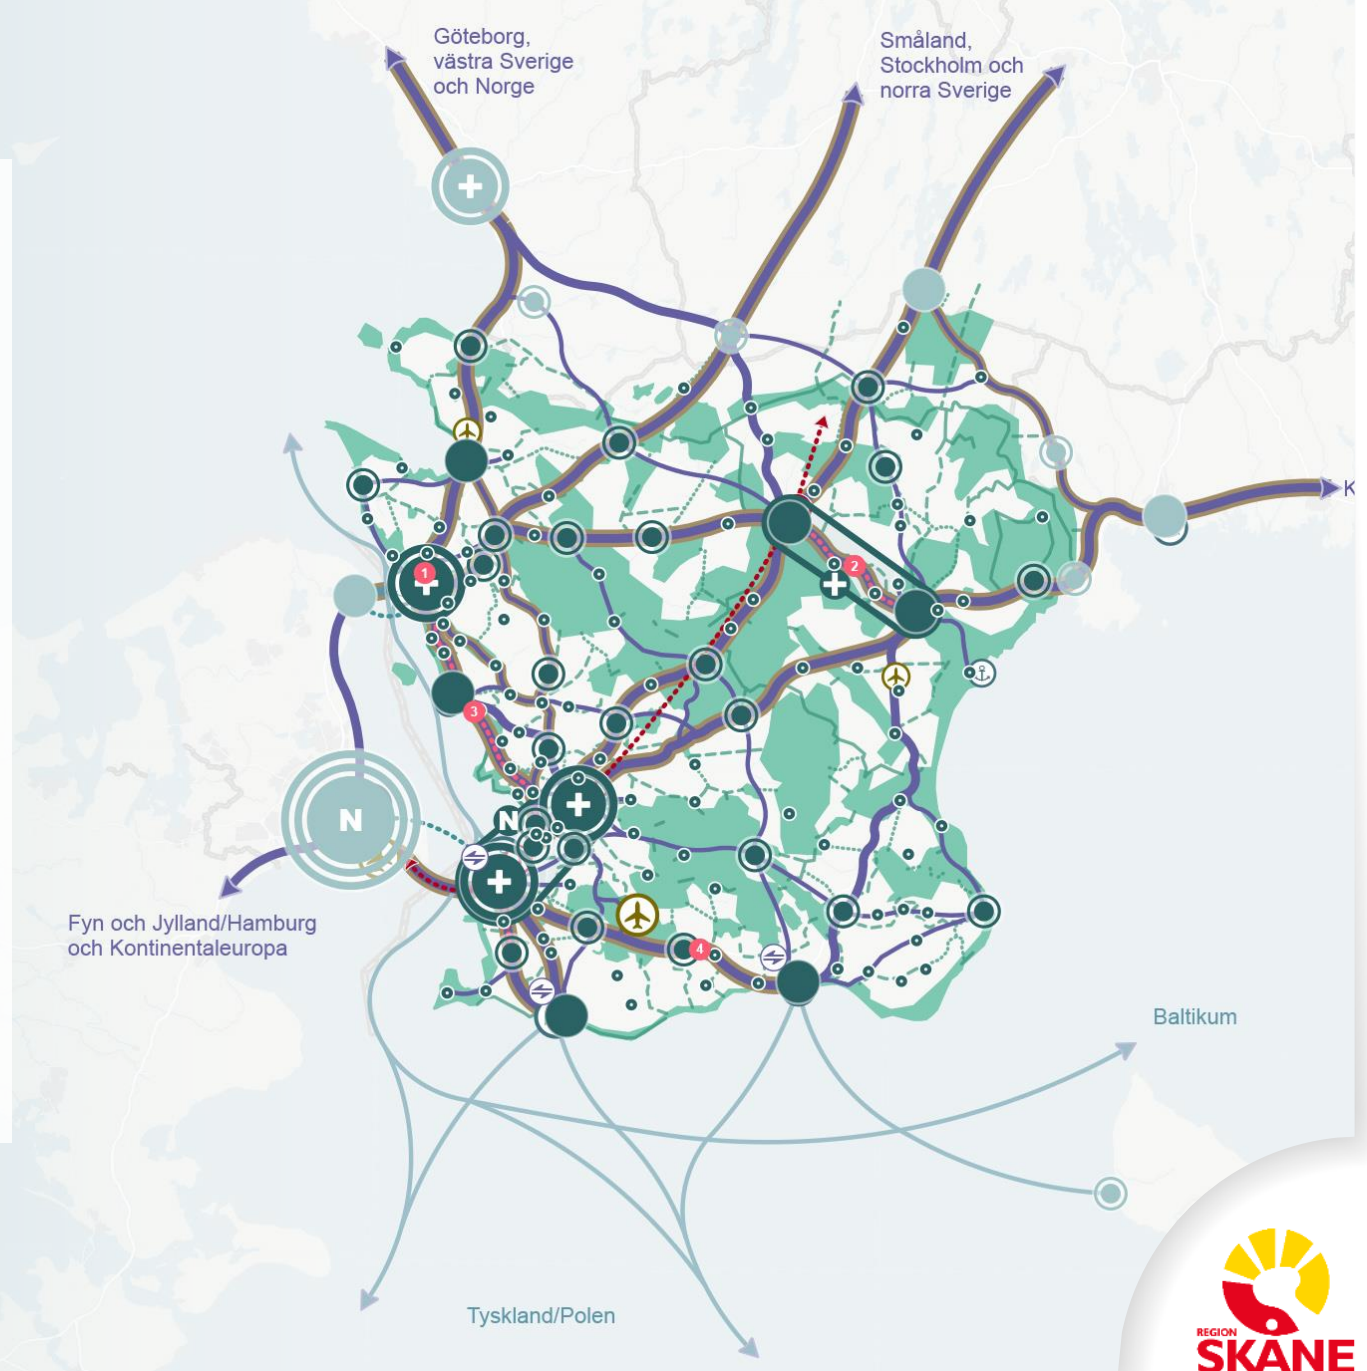 Göteborg,
västra Sverige
och Norge
Småland,
Stockholm och
norra Sverige
K
1
2
3
N
N
4
Fyn och Jylland/Hamburg
och Kontinentaleuropa
Baltikum
Tyskland/Polen
REGION
SKÅNE